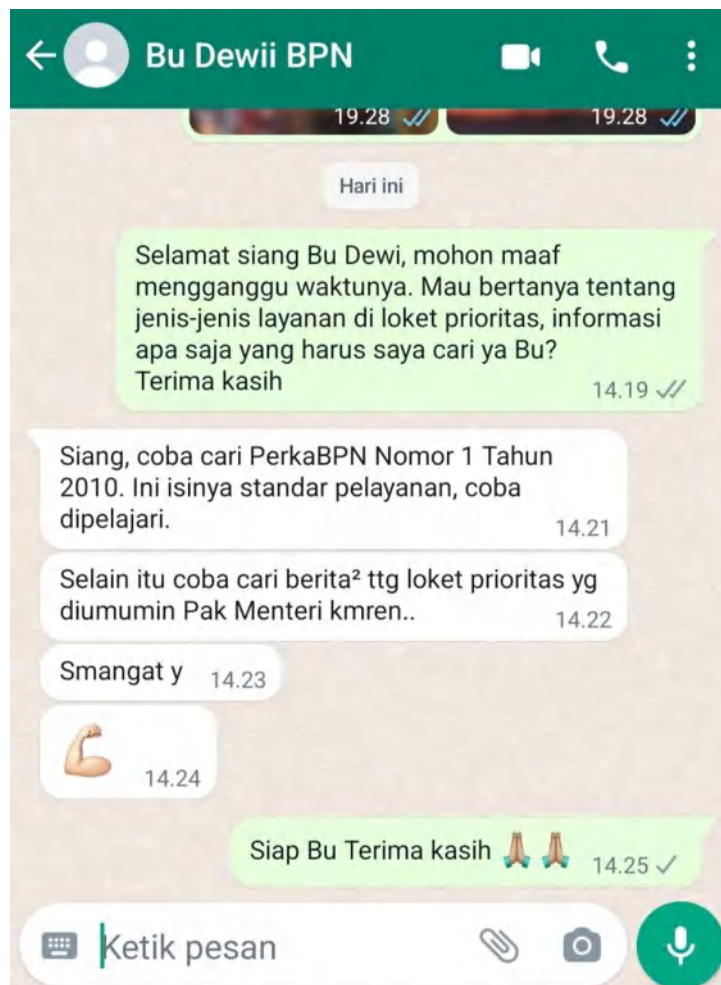 Bu Dewii BPN
19.28
19.28
Hari ini
Selamat siang Bu Dewi, mohon maaf
mengganggu waktunya. Mau bertanya tentang
jenis-jenis layanan di loket prioritas, informasi
apa saja yang harus saya cari ya Bu?
Terima kasih
14.19
Siang, coba cari PerkaBPN Nomor 1 Tahun
2010. Ini isinya standar pelayanan, coba
dipelajari.
14.21
Selain itu coba cari berita² ttg loket prioritas yg
diumumin Pak Menteri kmren..
14.22
Smangat y
14.23
14.24
Siap Bu Terima kasih 🙏 🙏
14.25
Ketik pesan